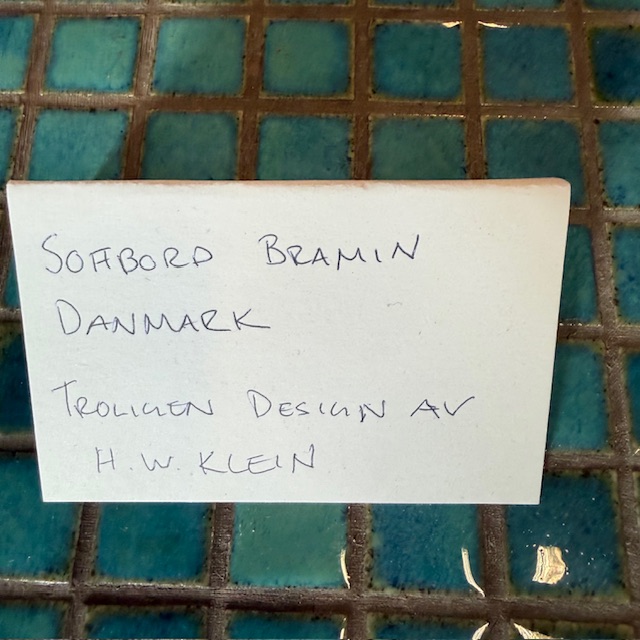 SOFFBORD BRAMIN
DANMARK
TROLIGEN DESIGN AV
H.W. KLEIN